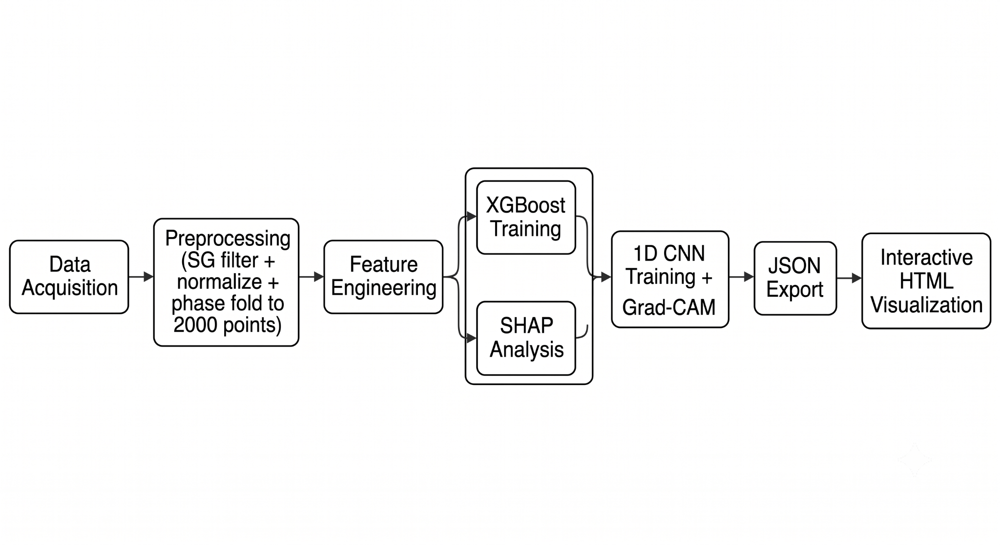 Data
Acquisition
Preprocessing
(SG filter +
normalize +
phase fold to
2000 points)
Feature
Engineering
XGBoost
Training
SHAP
Analysis
1D CNN
Training +
Grad-CAM
JSON
Export
Interactive
HTML
Visualization